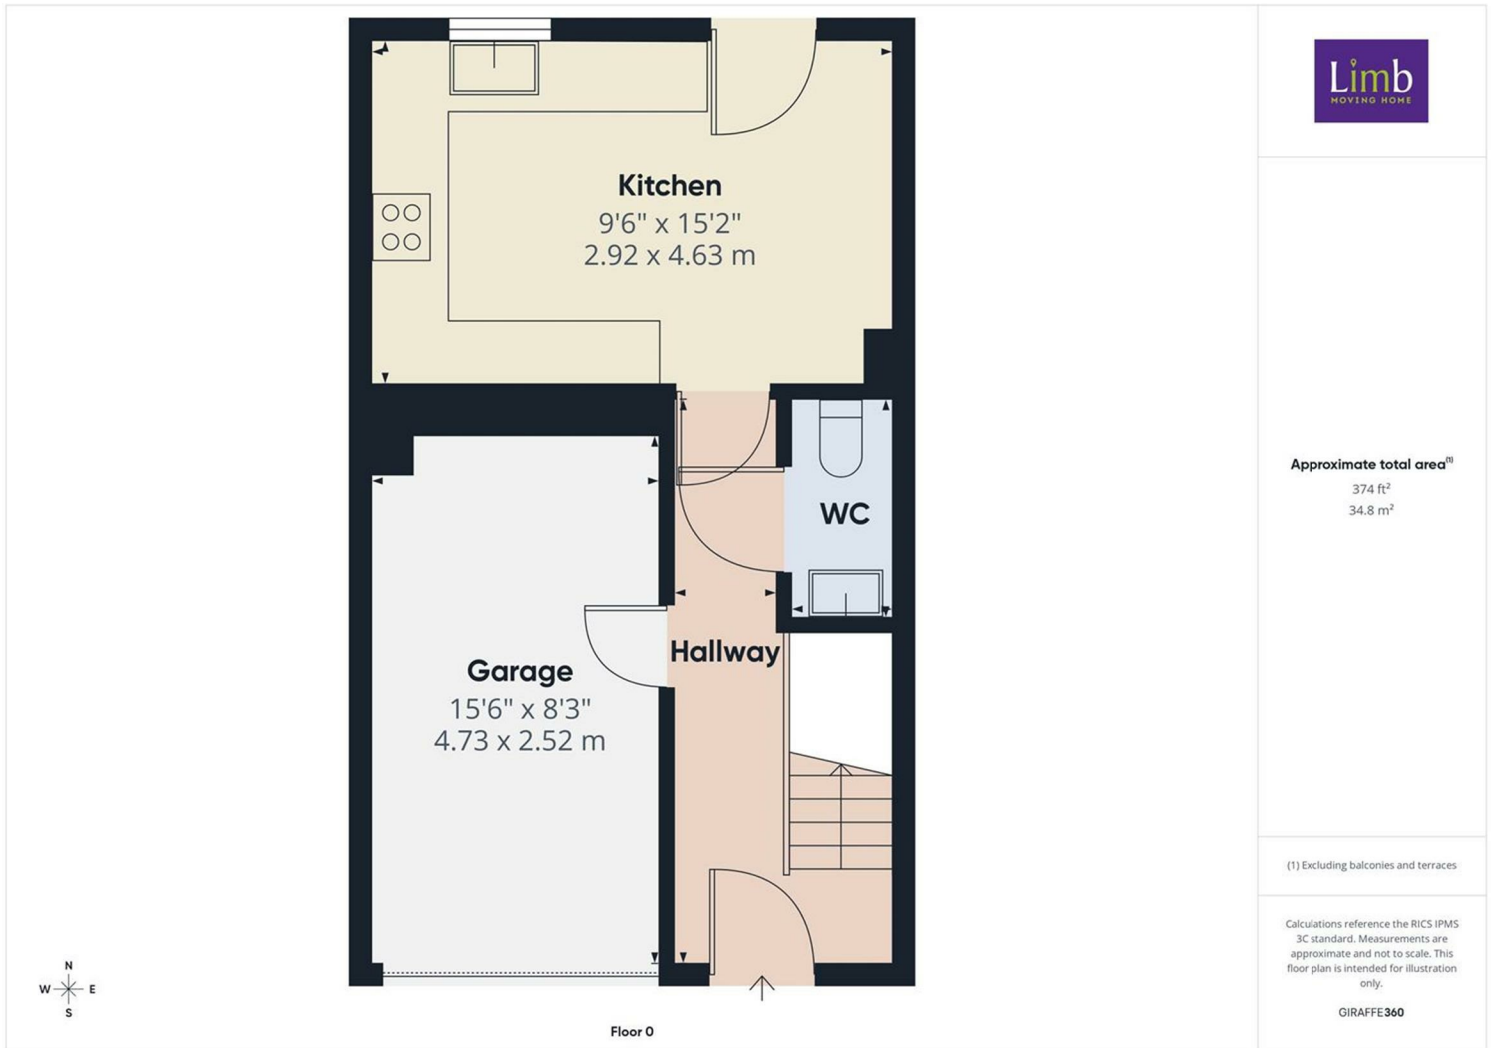 Kitchen
9'6" x 15'2"
2.92 x 4.63 m
WC
Hallway
Garage
15'6" x 8'3"
4.73 x 2.52 m
N
W E
S
Floor 0
Limb
MOVING HOME
Approximate total area(1)
374 ft²
34.8 m²
(1) Excluding balconies and terraces
Calculations reference the RICS IPMS
3C standard. Measurements are
approximate and not to scale. This
floor plan is intended for illustration
only.
GIRAFFE360